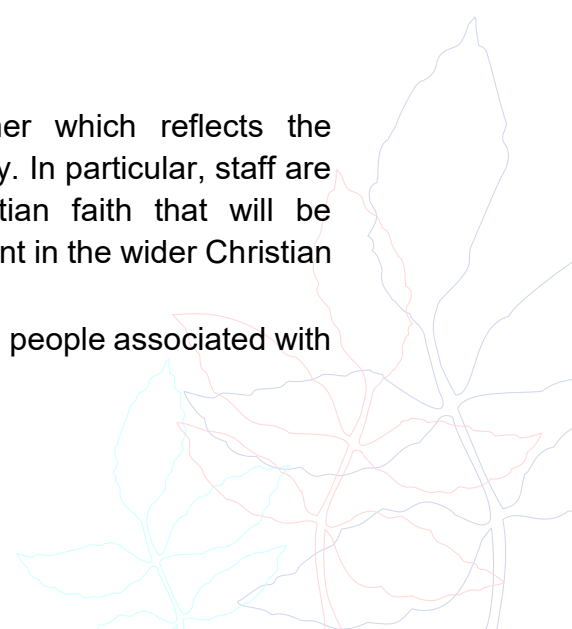 which reflects the
y. In particular, staff are
tian faith that will be
nt in the wider Christian
people associated with